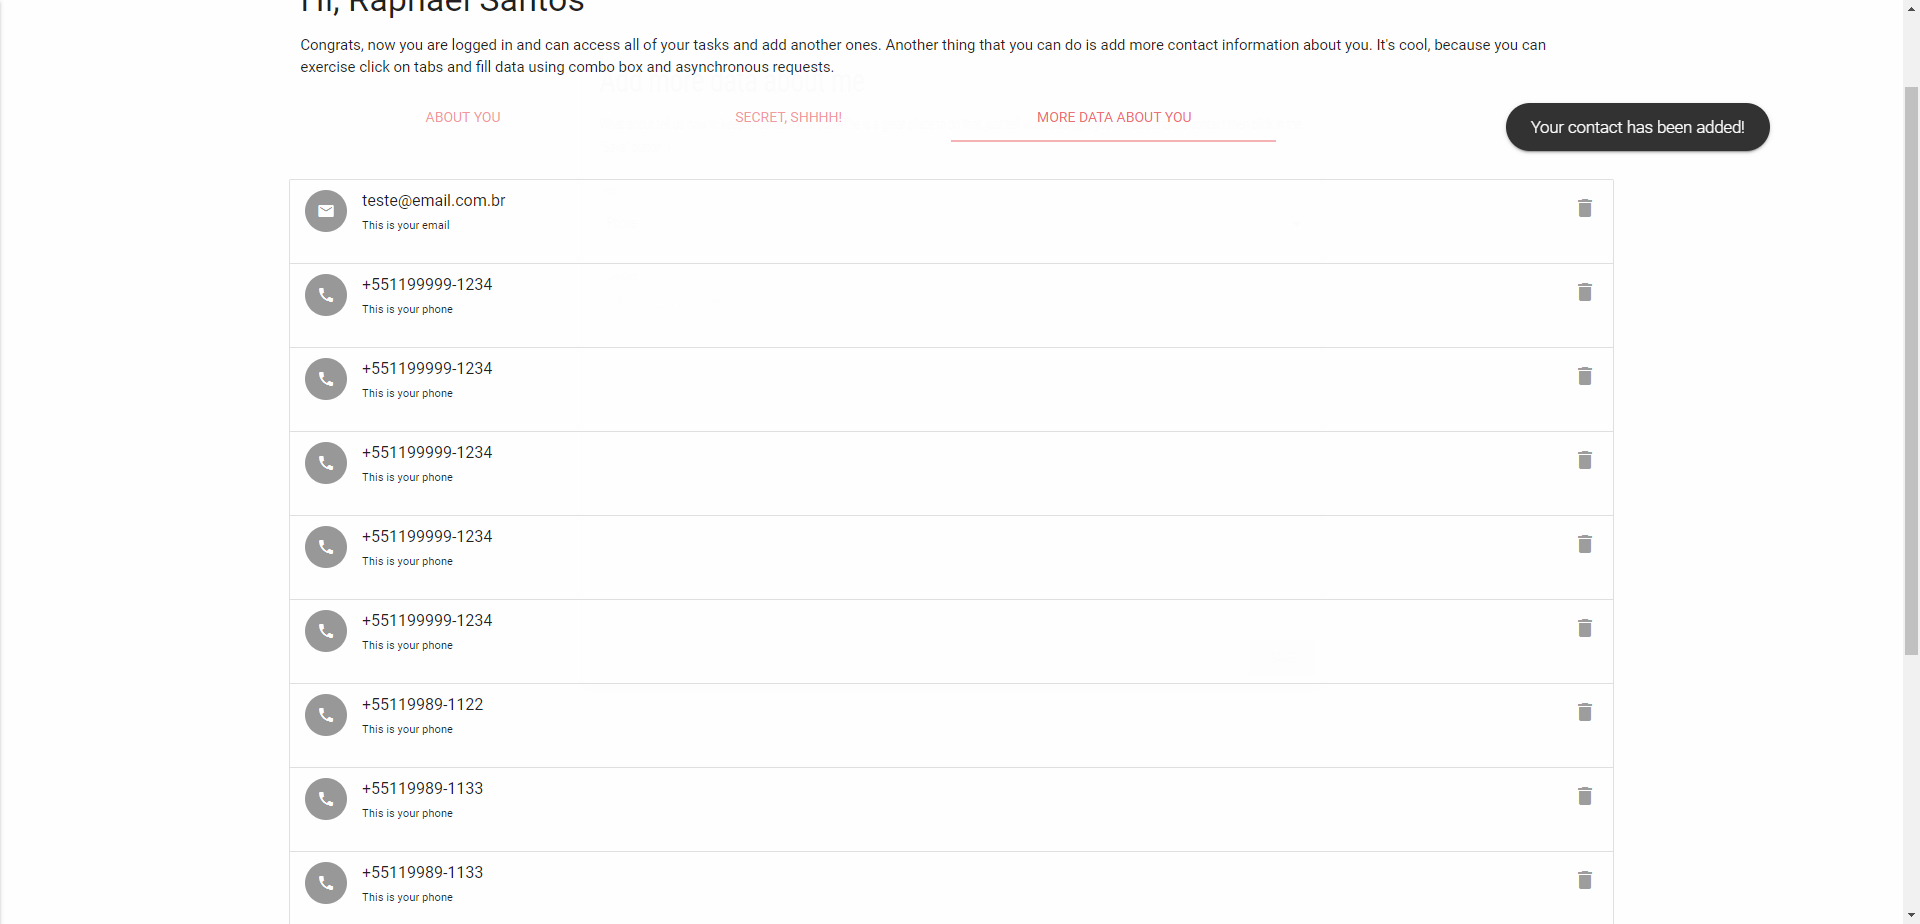 Hi, Raphael Santos
Congrats, now you are logged in and can access all of your tasks and add another ones. Another thing that you can do is add more contact information about you. It's cool, because you can
exercise click on tabs and fill data using combo box and asynchronous requests.
ABOUT YOU
SECRET, SHHHH!
MORE DATA ABOUT YOU
Your contact has been added!
teste@email.com.br
This is your email
+551199999-1234
This is your phone
+551199999-1234
This is your phone
+551199999-1234
This is your phone
+551199999-1234
This is your phone
+551199999-1234
This is your phone
+55119989-1122
This is your phone
+55119989-1133
This is your phone
+55119989-1133
This is your phone